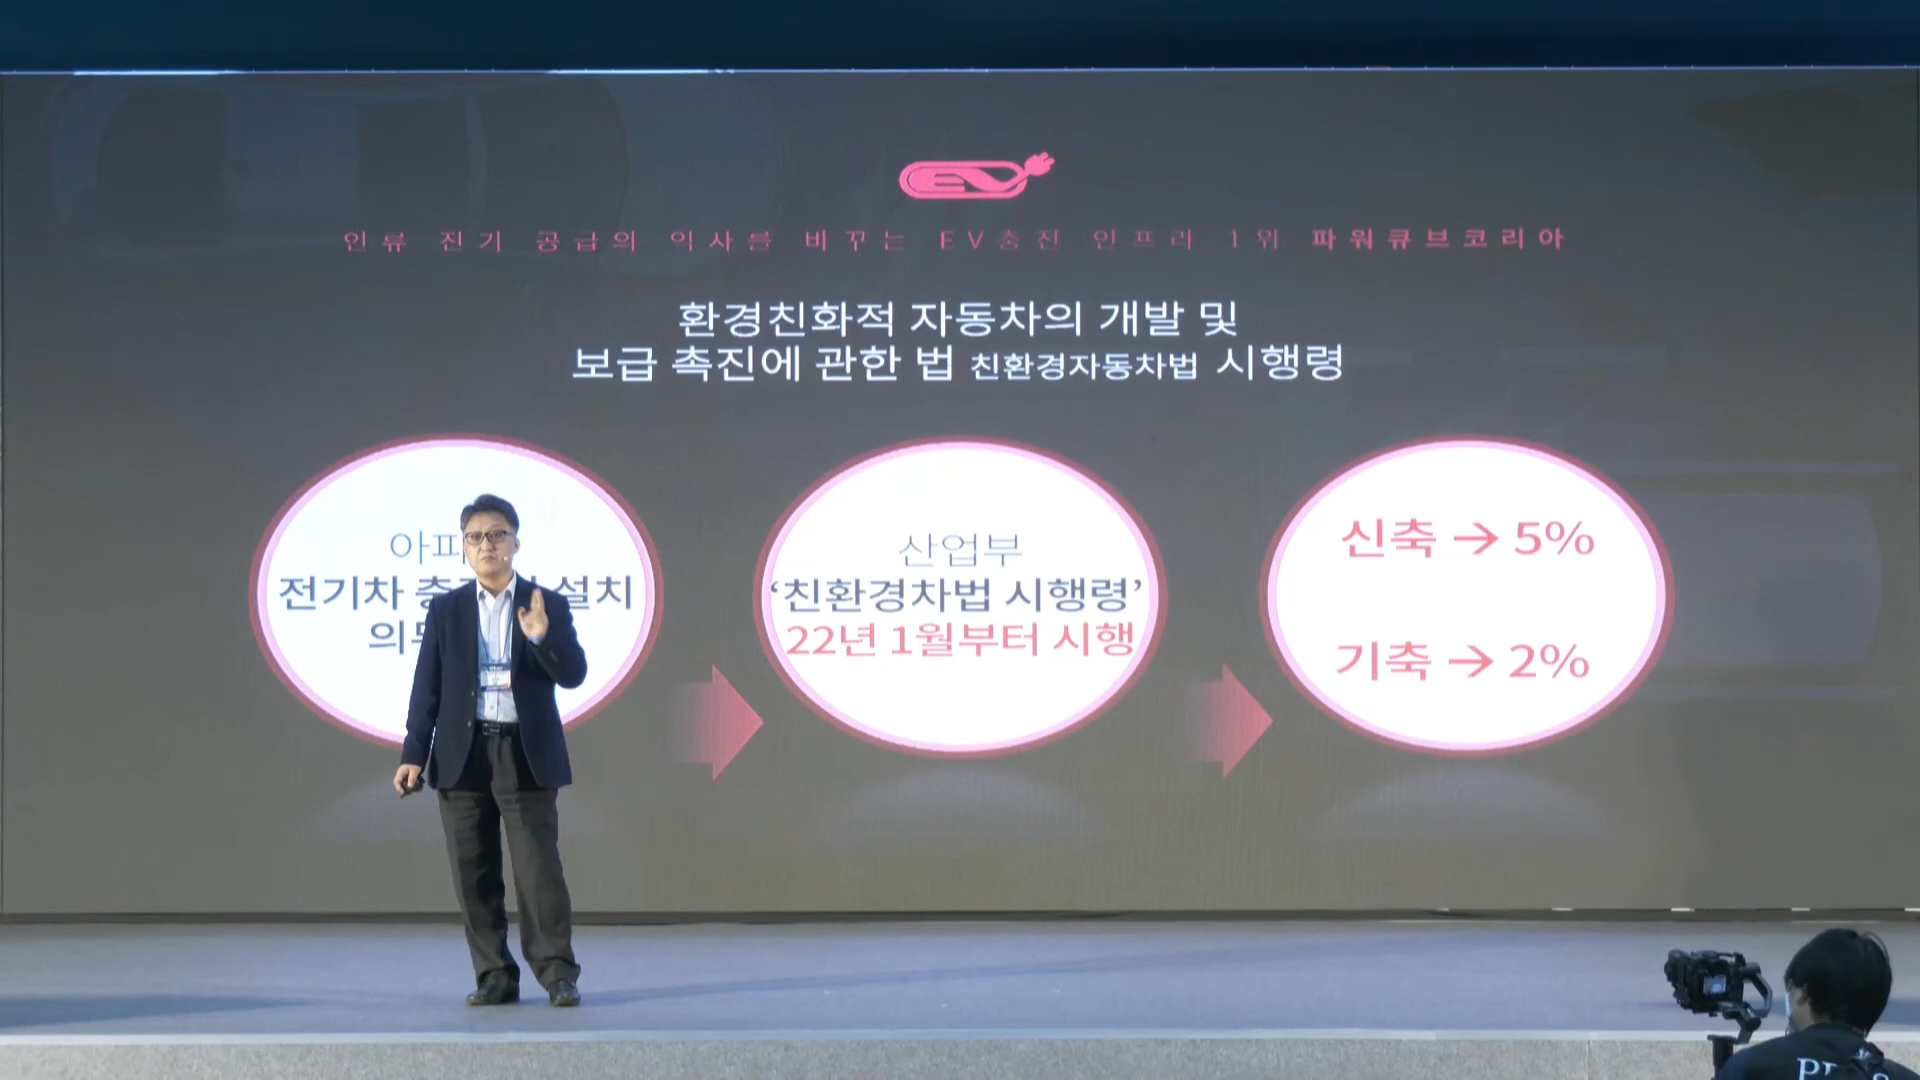 EV
인류 전기 공급의 역사를 바꾸는 EV충전 인프라 1위 파워큐브코리아
환경친화적 자동차의 개발 및
보급 촉진에 관한 법 친환경자동차법 시행령
전기차 설치
산업부
‘친환경차법 시행령’
22년 1월부터 시행
신축 → 5%
기축 → 2%